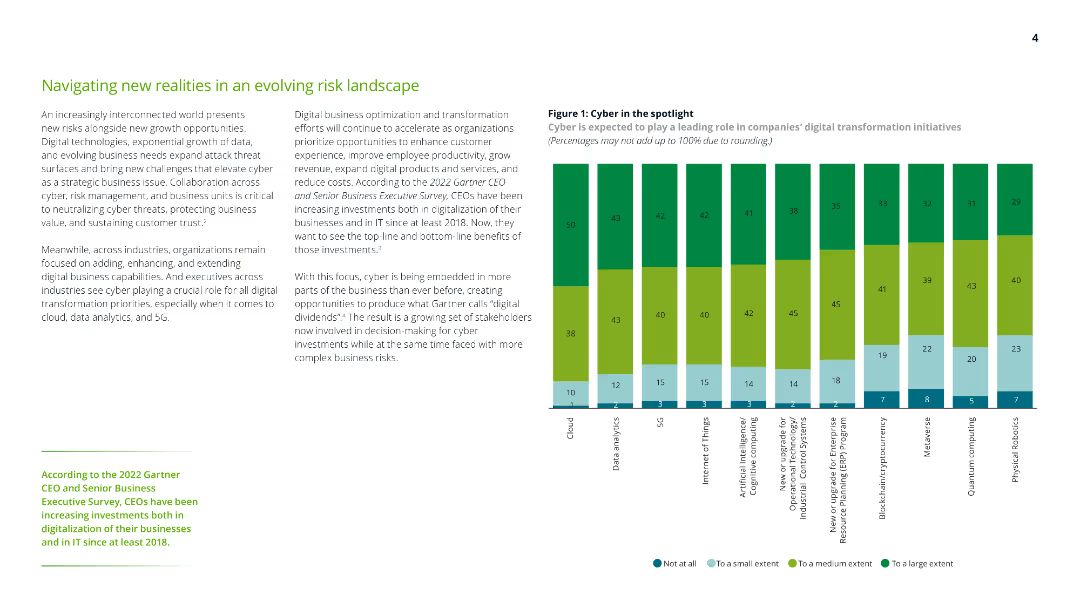 4
Navigating new realities in an evolving risk landscape
An increasingly interconnected world presents
new risks alongside new growth opportunities.
Digital technologies, exponential growth of data,
and evolving business needs expand attack threat
surfaces and bring new challenges that elevate cyber
as a strategic business issue. Collaboration across
cyber, risk management, and business units is critical
to neutralizing cyber threats, protecting business
value, and sustaining customer trust.²
Meanwhile, across industries, organizations remain
focused on adding, enhancing, and extending
digital business capabilities. And executives across
industries see cyber playing a crucial role for all digital
transformation priorities, especially when it comes to
cloud, data analytics, and 5G.
According to the 2022 Gartner
CEO and Senior Business
Executive Survey, CEOs have been
increasing investments both in
digitalization of their businesses
and in IT since at least 2018.
Digital business optimization and transformation
efforts will continue to accelerate as organizations
prioritize opportunities to enhance customer
experience, improve employee productivity, grow
revenue, expand digital products and services, and
reduce costs. According to the 2022 Gartner CEO
and Senior Business Executive Survey, CEOs have been
increasing investments both in digitalization of their
businesses and in IT since at least 2018. Now, they
want to see the top-line and bottom-line benefits of
those investments.³
With this focus, cyber is being embedded in more
parts of the business than ever before, creating
opportunities to produce what Gartner calls “digital
dividends”.⁴ The result is a growing set of stakeholders
now involved in decision-making for cyber
investments while at the same time faced with more
complex business risks.
Figure 1: Cyber in the spotlight
Cyber is expected to play a leading role in companies’ digital transformation initiatives
(Percentages may not add up to 100% due to rounding.)
50 43 42 42 41 38 35 33 32 31 29
38 43 40 40 42 45 45 41 39 43 40
10 12 15 15 14 14 18 19 22 20 23
1 2 3 3 3 2 2 7 8 5 7
Cloud
Data analytics
5G
Internet of Things
Artificial Intelligence/
Cognitive computing
New or upgrade for
Operational Technology/
Industrial Control Systems
New or upgrade for Enterprise
Resource Planning (ERP) Program
Blockchain/cryptocurrency
Metaverse
Quantum computing
Physical Robotics
Not at all To a small extent To a medium extent To a large extent